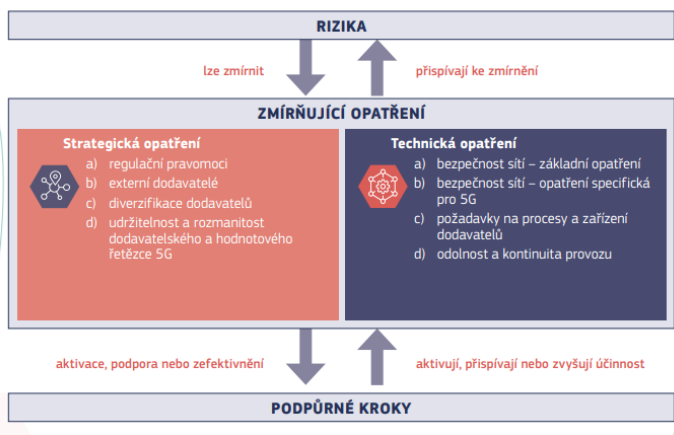 RIZIKA
lze zmírnit
přispívají ke zmírnění
ZMÍRŇUJÍCÍ OPATŘENÍ
Strategická opatření
a) regulační pravomoci
b) externí dodavatelé
c) diverzifikace dodavatelů
d) udržitelnost a rozmanitost
dodavatelského a hodnotového
řetězce 5G
Technická opatření
a) bezpečnost sítí – základní opatření
b) bezpečnost sítí – opatření specifická
pro 5G
c) požadavky na procesy a zařízení
dodavatelů
d) odolnost a kontinuita provozu
aktivace, podpora nebo zefektivnění
aktivují, přispívají nebo zvyšují účinnost
PODPŮRNÉ KROKY